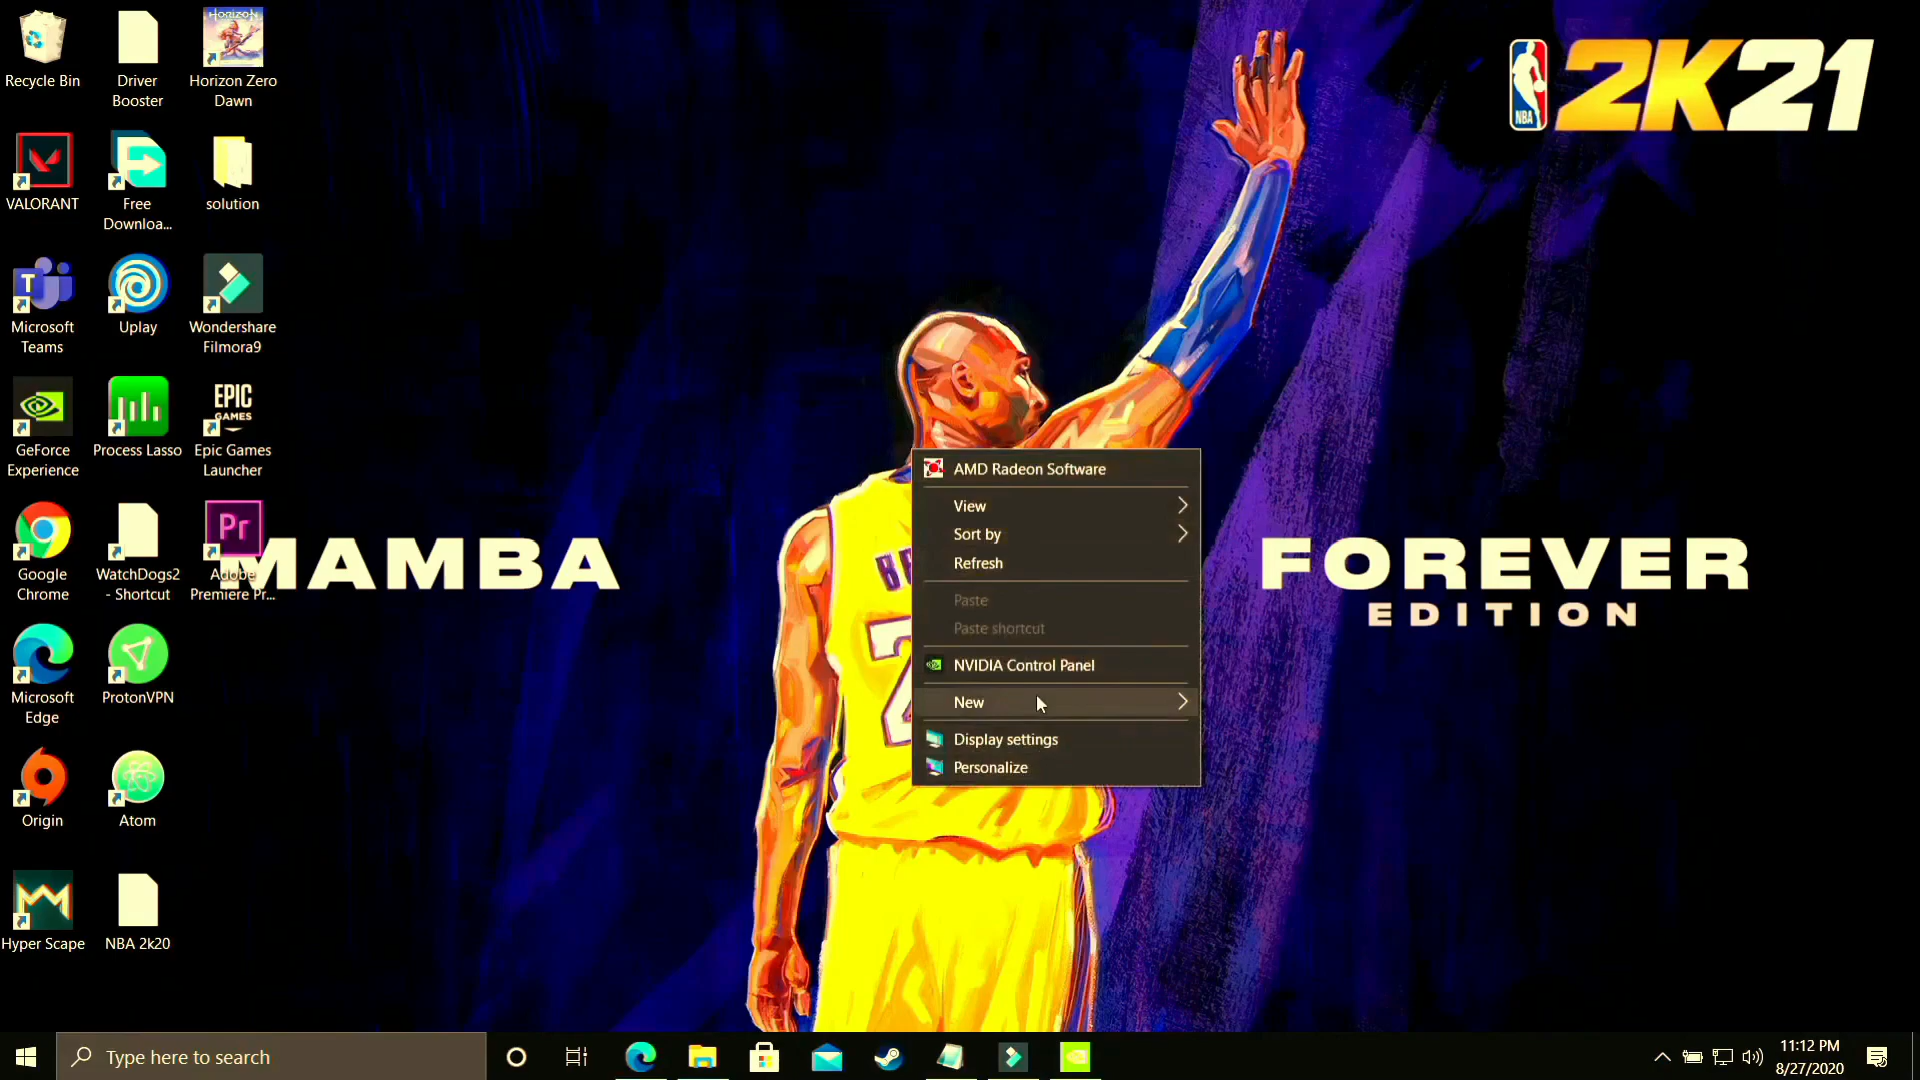 Recycle Bin
Driver
Booster
Horizon Zero
Dawn
HORIZON
VALORANT
Free
Downloa...
solution
Microsoft
Teams
Uplay
Wondershare
Filmora9
GeForce
Experience
Process Lasso
EPIC
GAMES
Epic Games
Launcher
Google
Chrome
WatchDogs2
- Shortcut
Pr
Adobe
Premiere Pr...
Microsoft
Edge
ProtonVPN
Origin
Atom
Hyper Scape
NBA 2k20
NBA
2K21
MAMBA
FOREVER
EDITION
AMD Radeon Software
View
Sort by
Refresh
Paste
Paste shortcut
NVIDIA Control Panel
New
Display settings
Personalize
Type here to search
11:12 PM
8/27/2020